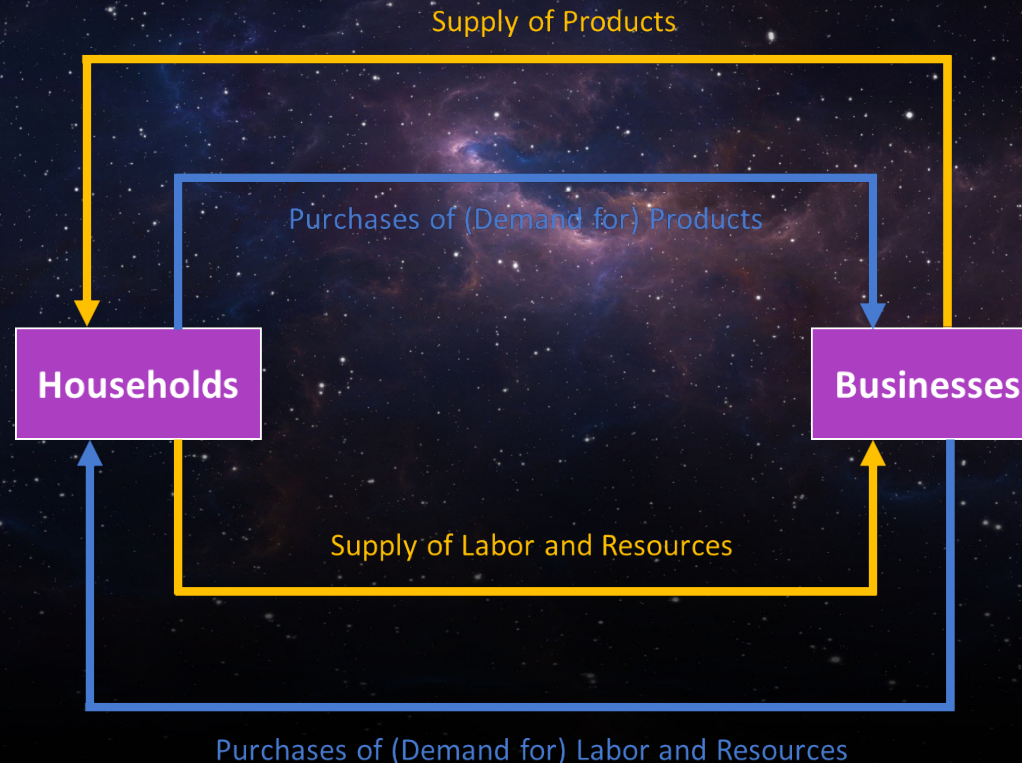 Supply of Products
Purchases of (Demand for) Products
Households
Businesses
Supply of Labor and Resources
Purchases of (Demand for) Labor and Resources